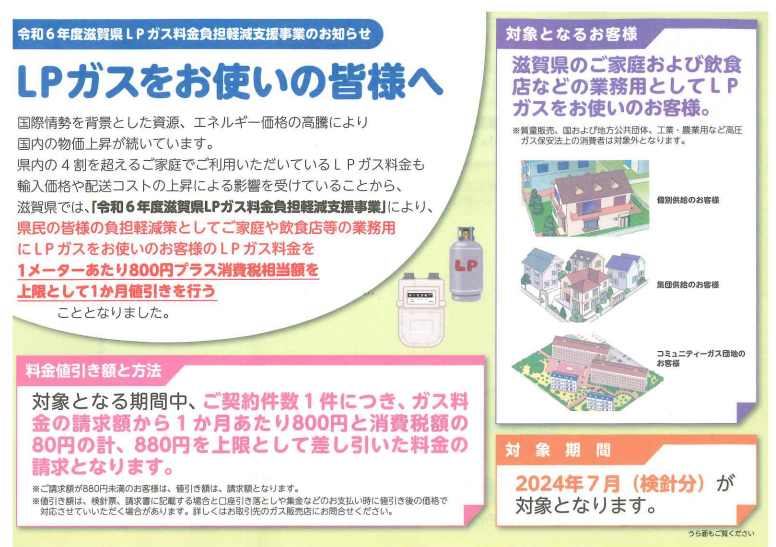 令和6年度滋賀県LPガス料金負担軽減支援事業のお知らせ
LPガスをお使いの皆様へ
国際情勢を背景とした資源、エネルギー価格の高騰により
国内の物価上昇が続いています。
県内の4割を超えるご家庭でご利用いただいているLPガス料金も
輸入価格や配送コストの上昇による影響を受けていることから、
滋賀県では、「令和6年度滋賀県LPガス料金負担軽減支援事業」により、
県民の皆様の負担軽減策としてご家庭や飲食店等の業務用
にLPガスをお使いのお客様のLPガス料金を
1メーターあたり800円プラス消費税相当額を
上限として1か月値引きを行う
こととなりました。
LP
料金値引き額と方法
対象となる期間中、ご契約件数1件につき、ガス料
金の請求額から1か月あたり800円と消費税額の
80円の計、880円を上限として差し引いた料金の
請求となります。
※ご請求額が880円未満のお客様は、値引き額は、請求額となります。
※値引き額は、検針票、請求書に記載する場合と口座引き落としや集金などのお支払い時に値引き後の価格で
対応させていただく場合があります。詳しくはお取引先のガス販売店にお問合せください。
対象となるお客様
滋賀県のご家庭および飲食
店などの業務用としてLP
ガスをお使いのお客様。
※質量販売、国および地方公共団体、工業・農業用など高圧
ガス保安法上の消費者は対象外となります。
個別供給のお客様
集団供給のお客様
コミュニティーガス団地の
お客様
対象期間
2024年7月（検針分）が
対象となります。
うら面もご覧ください